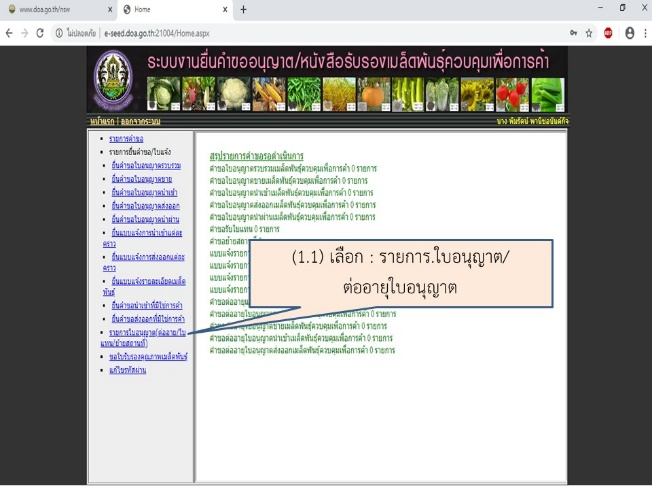 www.doa.go.th/nsw
Home
ไม่ปลอดภัย | e-seed.doa.go.th:21004/Home.aspx
ระบบงานยื่นคำขออนุญาต/หนังสือรับรองเมล็ดพันธุ์ควบคุมเพื่อการค้า
หน้าแรก | ออกจากระบบ
รายการคำขอ
รายการยื่นคำขอ/ใบแจ้ง
ยื่นคำขอใบอนุญาตรวบรวม
ยื่นคำขอใบอนุญาตขาย
ยื่นคำขอใบอนุญาตนำเข้า
ยื่นคำขอใบอนุญาตส่งออก
ยื่นคำขอใบอนุญาตนำผ่าน
ยื่นแบบแจ้งการนำเข้าแต่ละ
คราว
ยื่นแบบแจ้งการส่งออกแต่ละ
คราว
ยื่นแบบแจ้งรายละเอียดเมล็ด
พันธุ์
ยื่นคำขอนำเข้าที่มิใช่การค้า
ยื่นคำขอส่งออกที่มิใช่การค้า
รายการใบอนุญาต(ต่ออายุ/ใบ
แทน/ย้ายสถานที่)
ขอใบรับรองคุณภาพเมล็ดพันธุ์
แก้ไขรหัสผ่าน
สรุปรายการคำขอรอดำเนินการ
คำขอใบอนุญาตรวบรวมเมล็ดพันธุ์ควบคุมเพื่อการค้า 0 รายการ
คำขอใบอนุญาตขายเมล็ดพันธุ์ควบคุมเพื่อการค้า 0 รายการ
คำขอใบอนุญาตนำเข้าเมล็ดพันธุ์ควบคุมเพื่อการค้า 0 รายการ
คำขอใบอนุญาตส่งออกเมล็ดพันธุ์ควบคุมเพื่อการค้า 0 รายการ
คำขอใบอนุญาตนำผ่านเมล็ดพันธุ์ควบคุมเพื่อการค้า 0 รายการ
คำขอรับใบแทน 0 รายการ
คำขอย้ายสถาน
แบบแจ้งรายก
แบบแจ้งรายก
แบบแจ้งรายก
คำขอต่ออายุ
คำขอต่ออายุใบอนุญาต ควบคุมเพื่อการค้า 0 รายการ
คำขอต่ออายุใบอนุญาตขายเมล็ดพันธุ์ควบคุมเพื่อการค้า 0 รายการ
คำขอต่ออายุใบอนุญาตนำเข้าเมล็ดพันธุ์ควบคุมเพื่อการค้า 0 รายการ
คำขอต่ออายุใบอนุญาตส่งออกเมล็ดพันธุ์ควบคุมเพื่อการค้า 0 รายการ
(1.1) เลือก : รายการ.ใบอนุญาต/
ต่ออายุใบอนุญาต